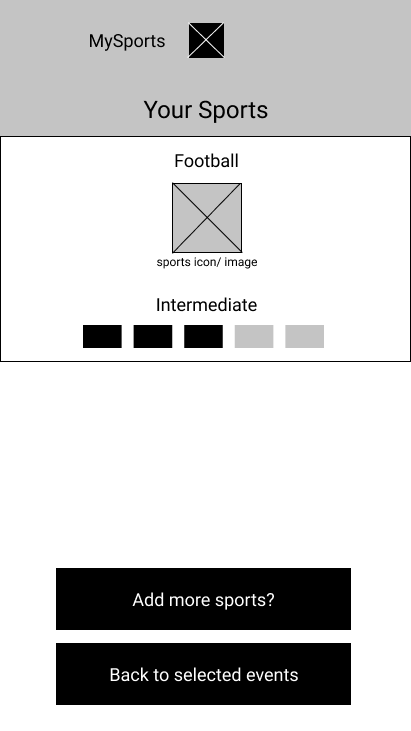 MySports
Your Sports
Football
sports icon/ image
Intermediate
Add more sports?
Back to selected events